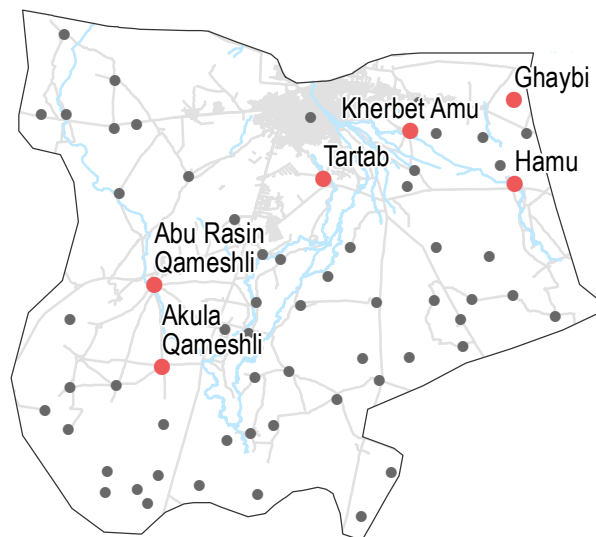 Ghaybi
Kherbet Amu
Tartab
Hamu
Abu Rasin
Qameshli
Akula
Qameshli